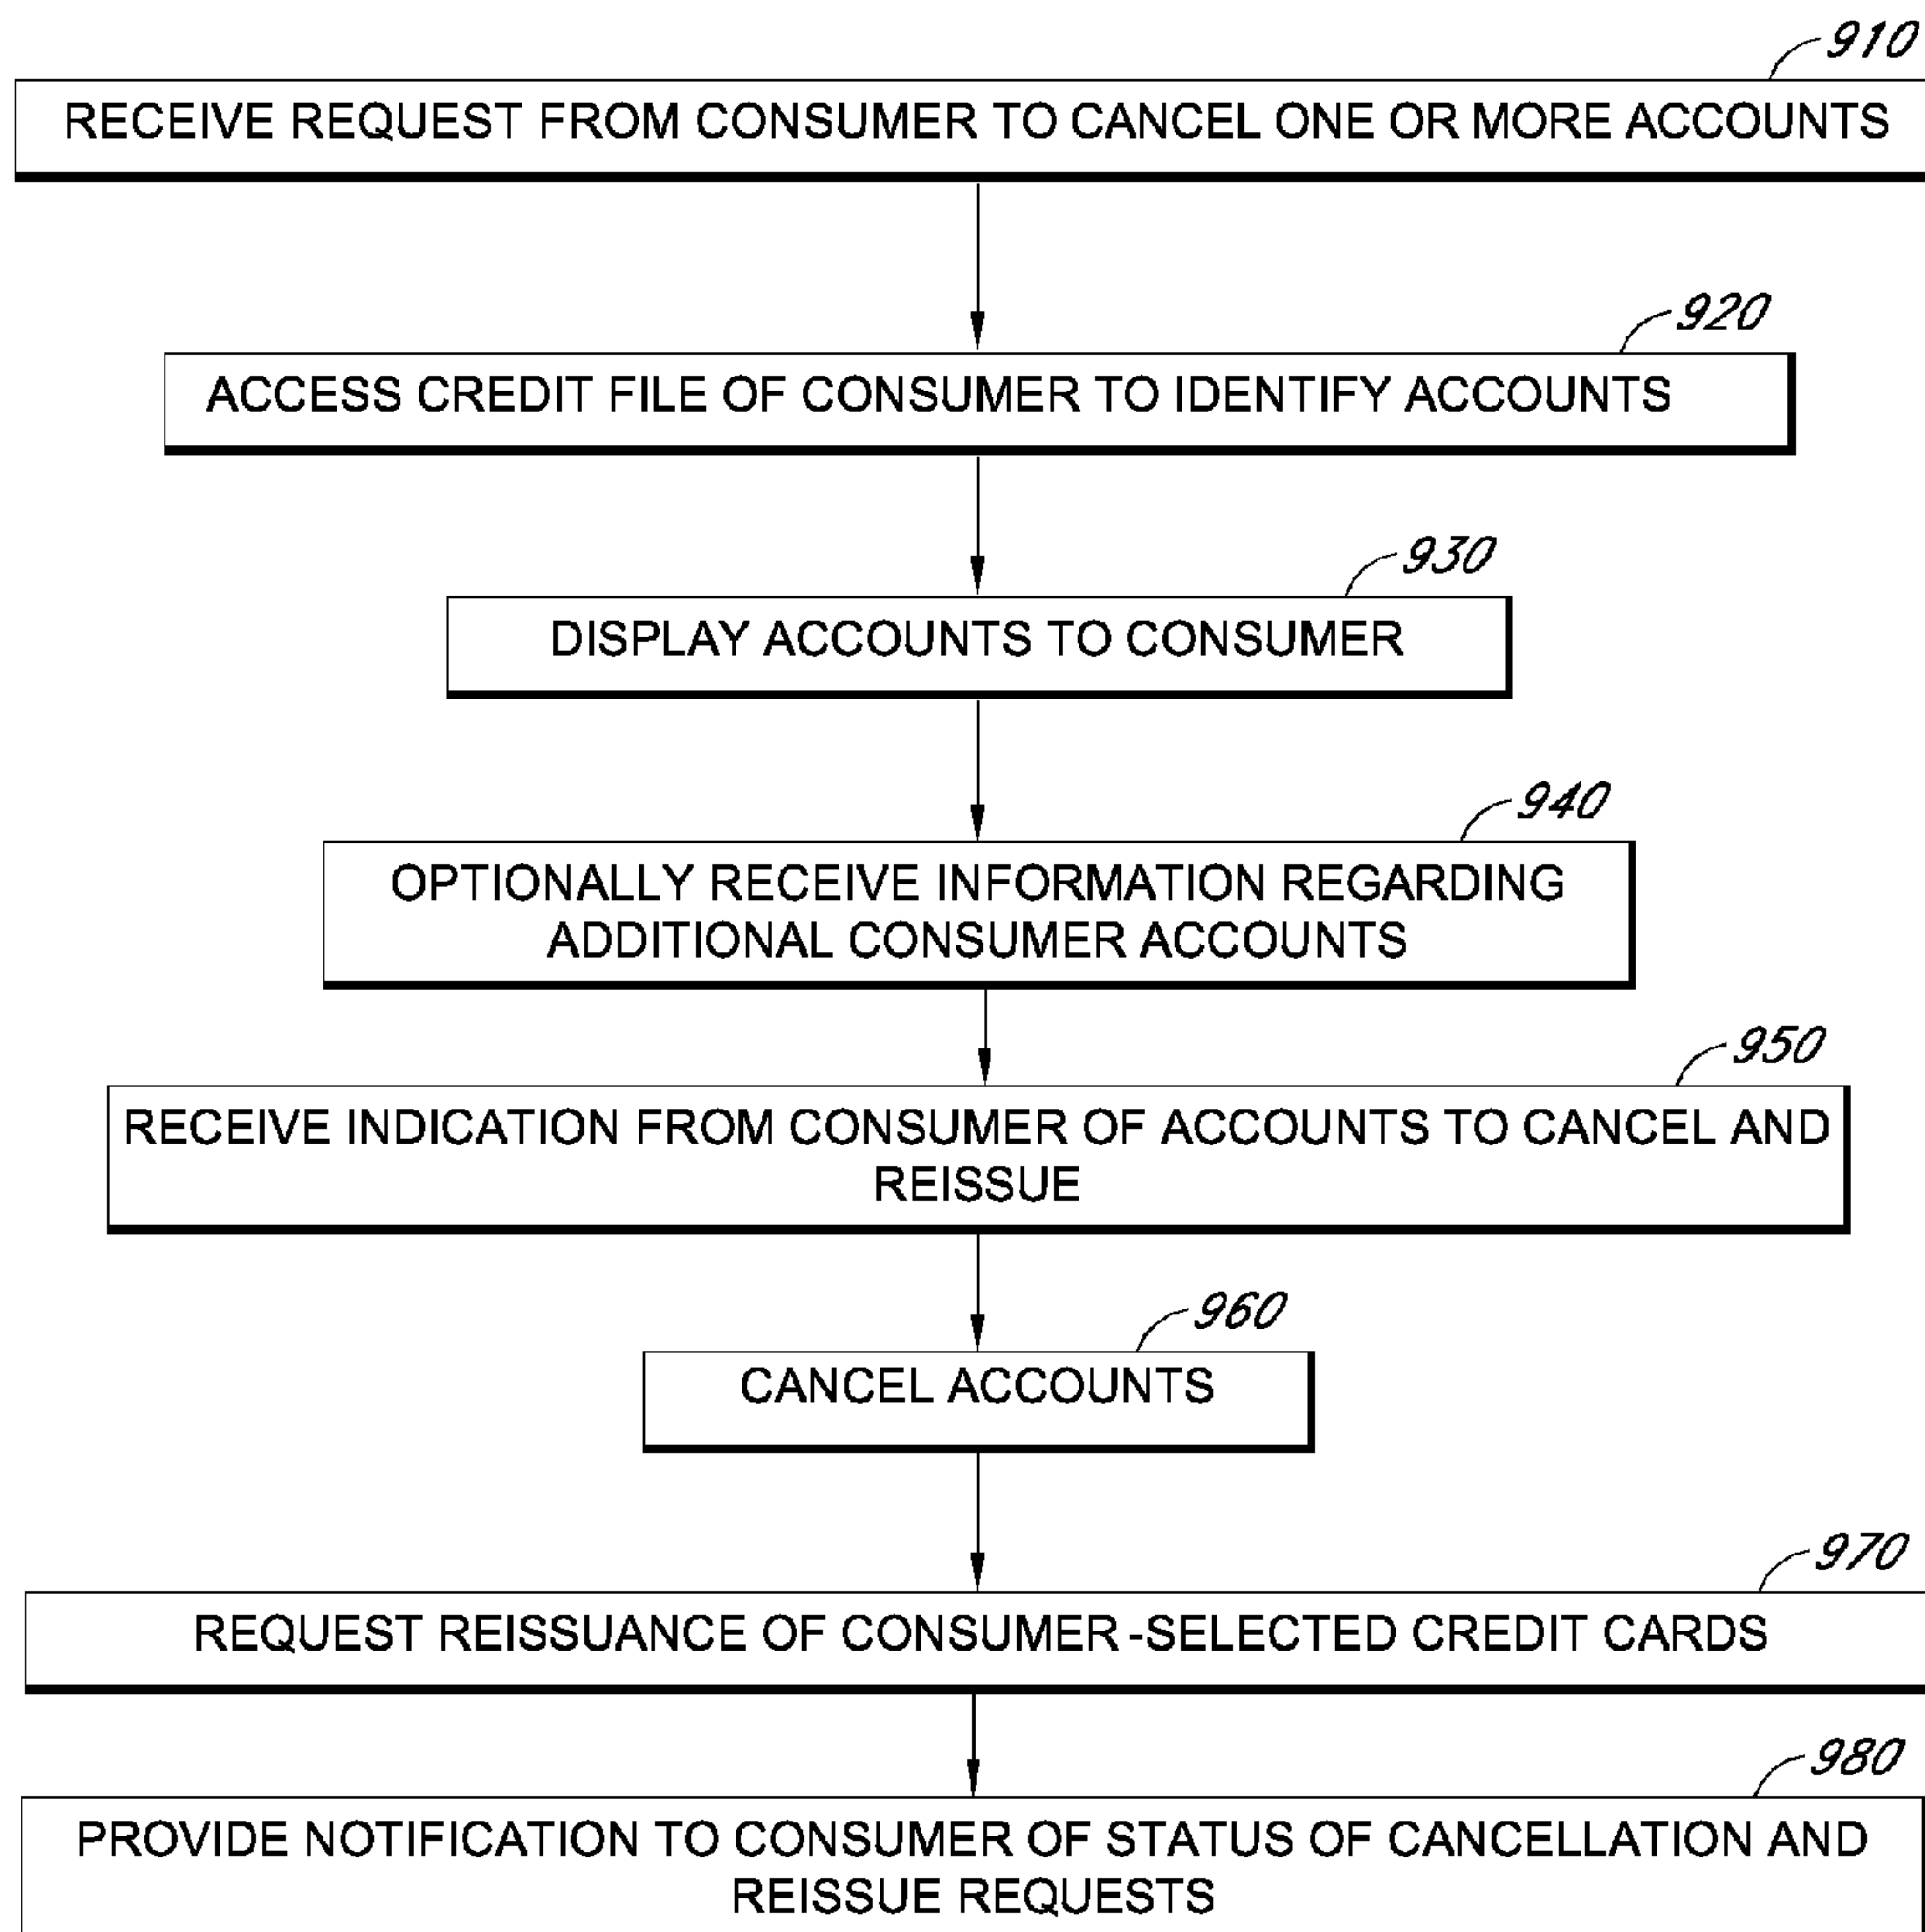 910
RECEIVE REQUEST FROM CONSUMER TO CANCEL ONE OR MORE ACCOUNTS
920
ACCESS CREDIT FILE OF CONSUMER TO IDENTIFY ACCOUNTS
930
DISPLAY ACCOUNTS TO CONSUMER
940
OPTIONALLY RECEIVE INFORMATION REGARDING
ADDITIONAL CONSUMER ACCOUNTS
950
RECEIVE INDICATION FROM CONSUMER OF ACCOUNTS TO CANCEL AND
REISSUE
960
CANCEL ACCOUNTS
970
REQUEST REISSUANCE OF CONSUMER-SELECTED CREDIT CARDS
980
PROVIDE NOTIFICATION TO CONSUMER OF STATUS OF CANCELLATION AND
REISSUE REQUESTS